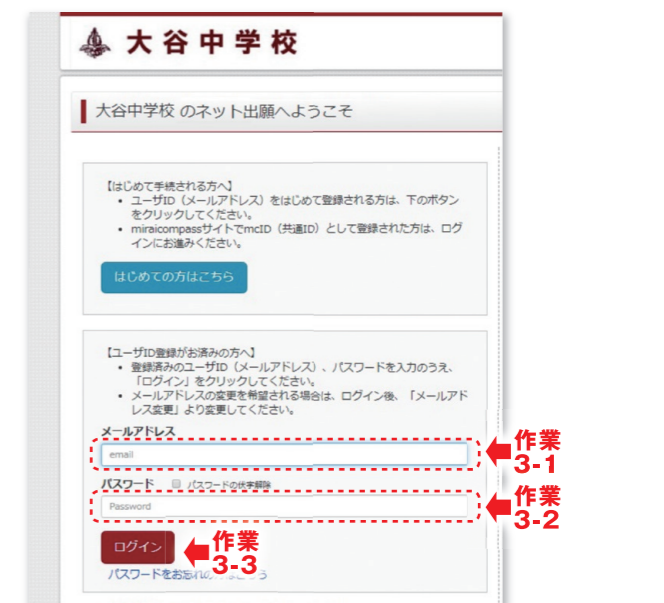 大谷中学校
大谷中学校 のネット出願へようこそ
【はじめて手続される方へ】
• ユーザID(メールアドレス)をはじめて登録される方は、下のボタン
をクリックしてください。
• miraicompassサイトでmcID(共通ID)として登録された方は、ログ
インにお進みください。
はじめての方はこちら
【ユーザID登録がお済みの方へ】
• 登録済みのユーザID(メールアドレス)、パスワードを入力のうえ、
「ログイン」をクリックしてください。
• メールアドレスの変更を希望される場合は、ログイン後、「メールアド
レス変更」より変更してください。
メールアドレス
email
作業
3-1
パスワード パスワードの伏字解除
Password
作業
3-2
ログイン
作業
3-3
パスワードをお忘れの